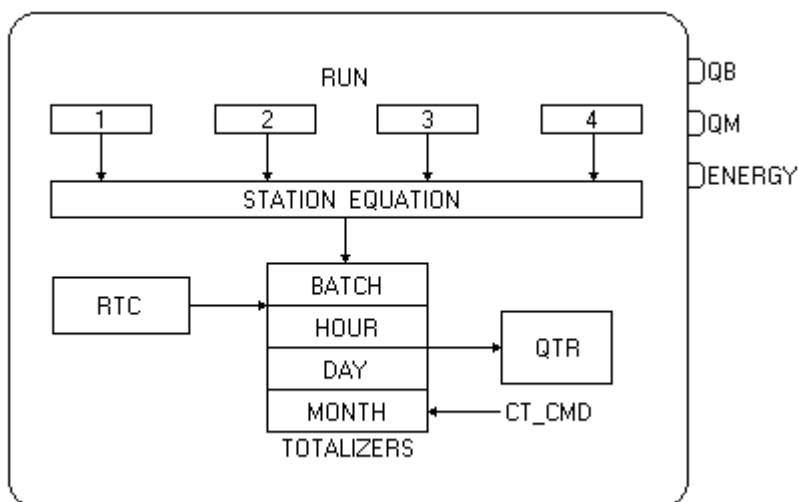 RUN
QB
1 2 3 4
QM
ENERGY
STATION EQUATION
BATCH
RTC
HOUR
QTR
DAY
MONTH
CT_CMD
TOTALIZERS